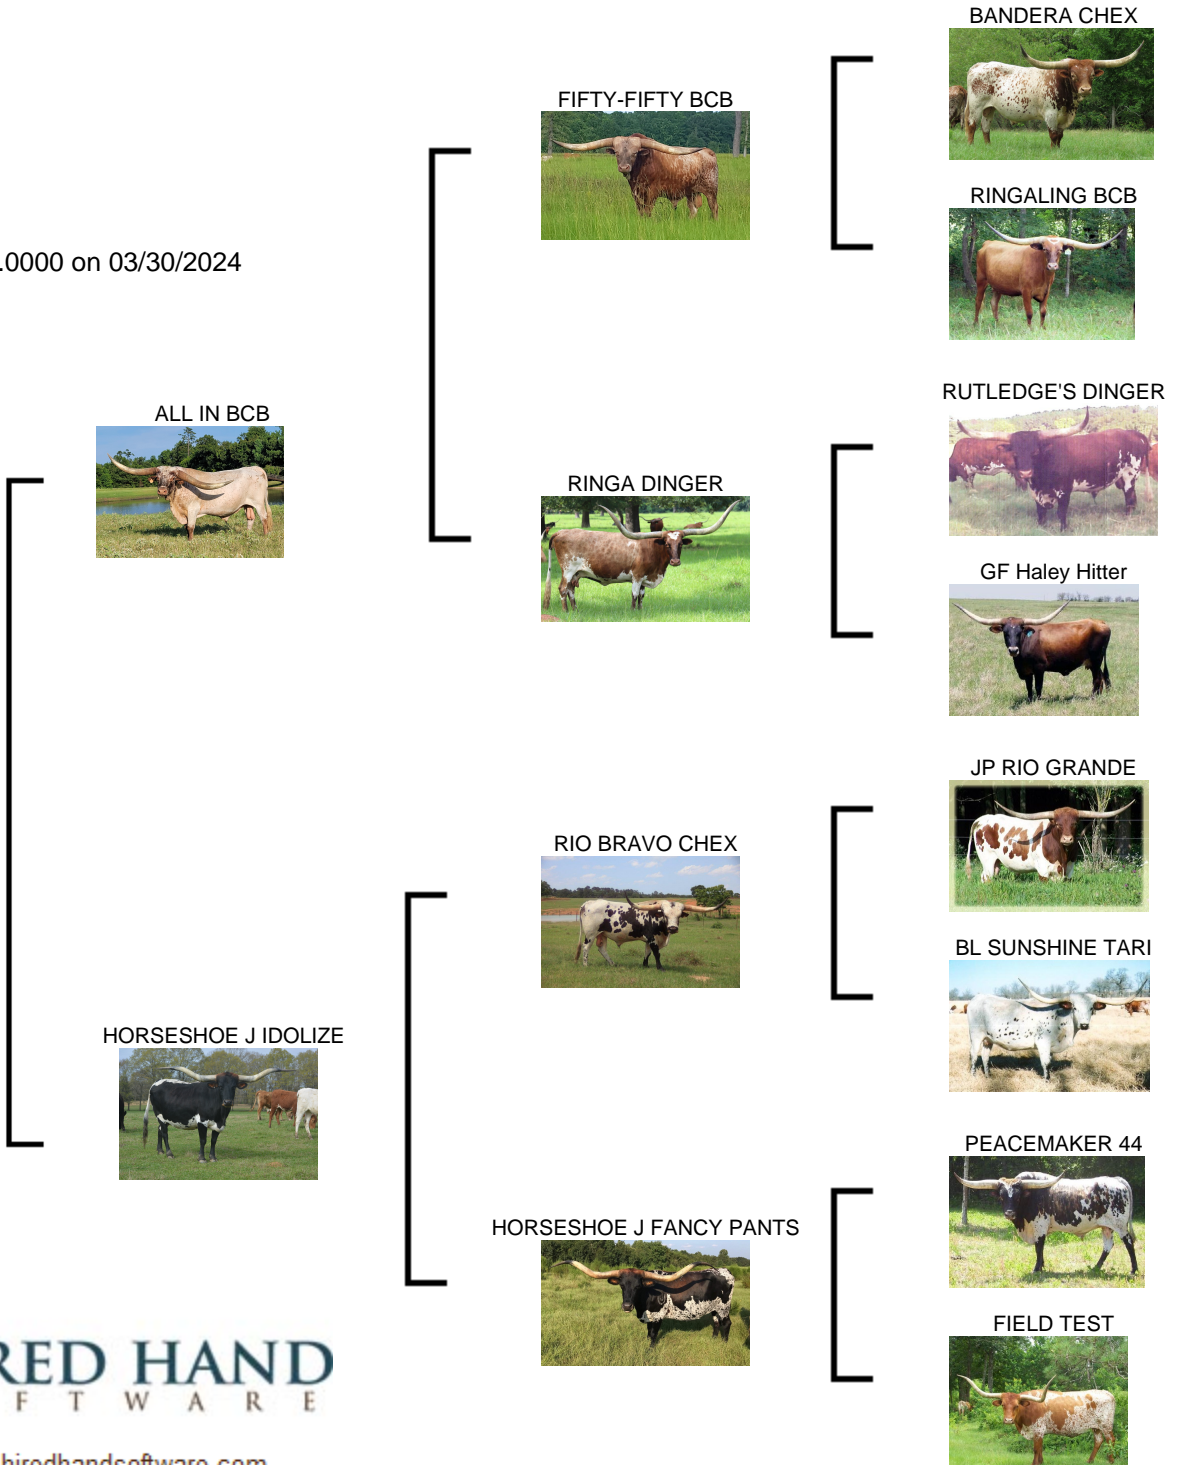 BANDERA CHEX
FIFTY-FIFTY BCB
RINGALING BCB
.0000 on 03/30/2024
RUTLEDGE'S DINGER
ALL IN BCB
RINGA DINGER
GF Haley Hitter
JP RIO GRANDE
RIO BRAVO CHEX
BL SUNSHINE TARI
HORSESHOE J IDOLIZE
PEACEMAKER 44
HORSESHOE J FANCY PANTS
FIELD TEST
RED HAND
F T W A R E
hiredhandsoftware.com